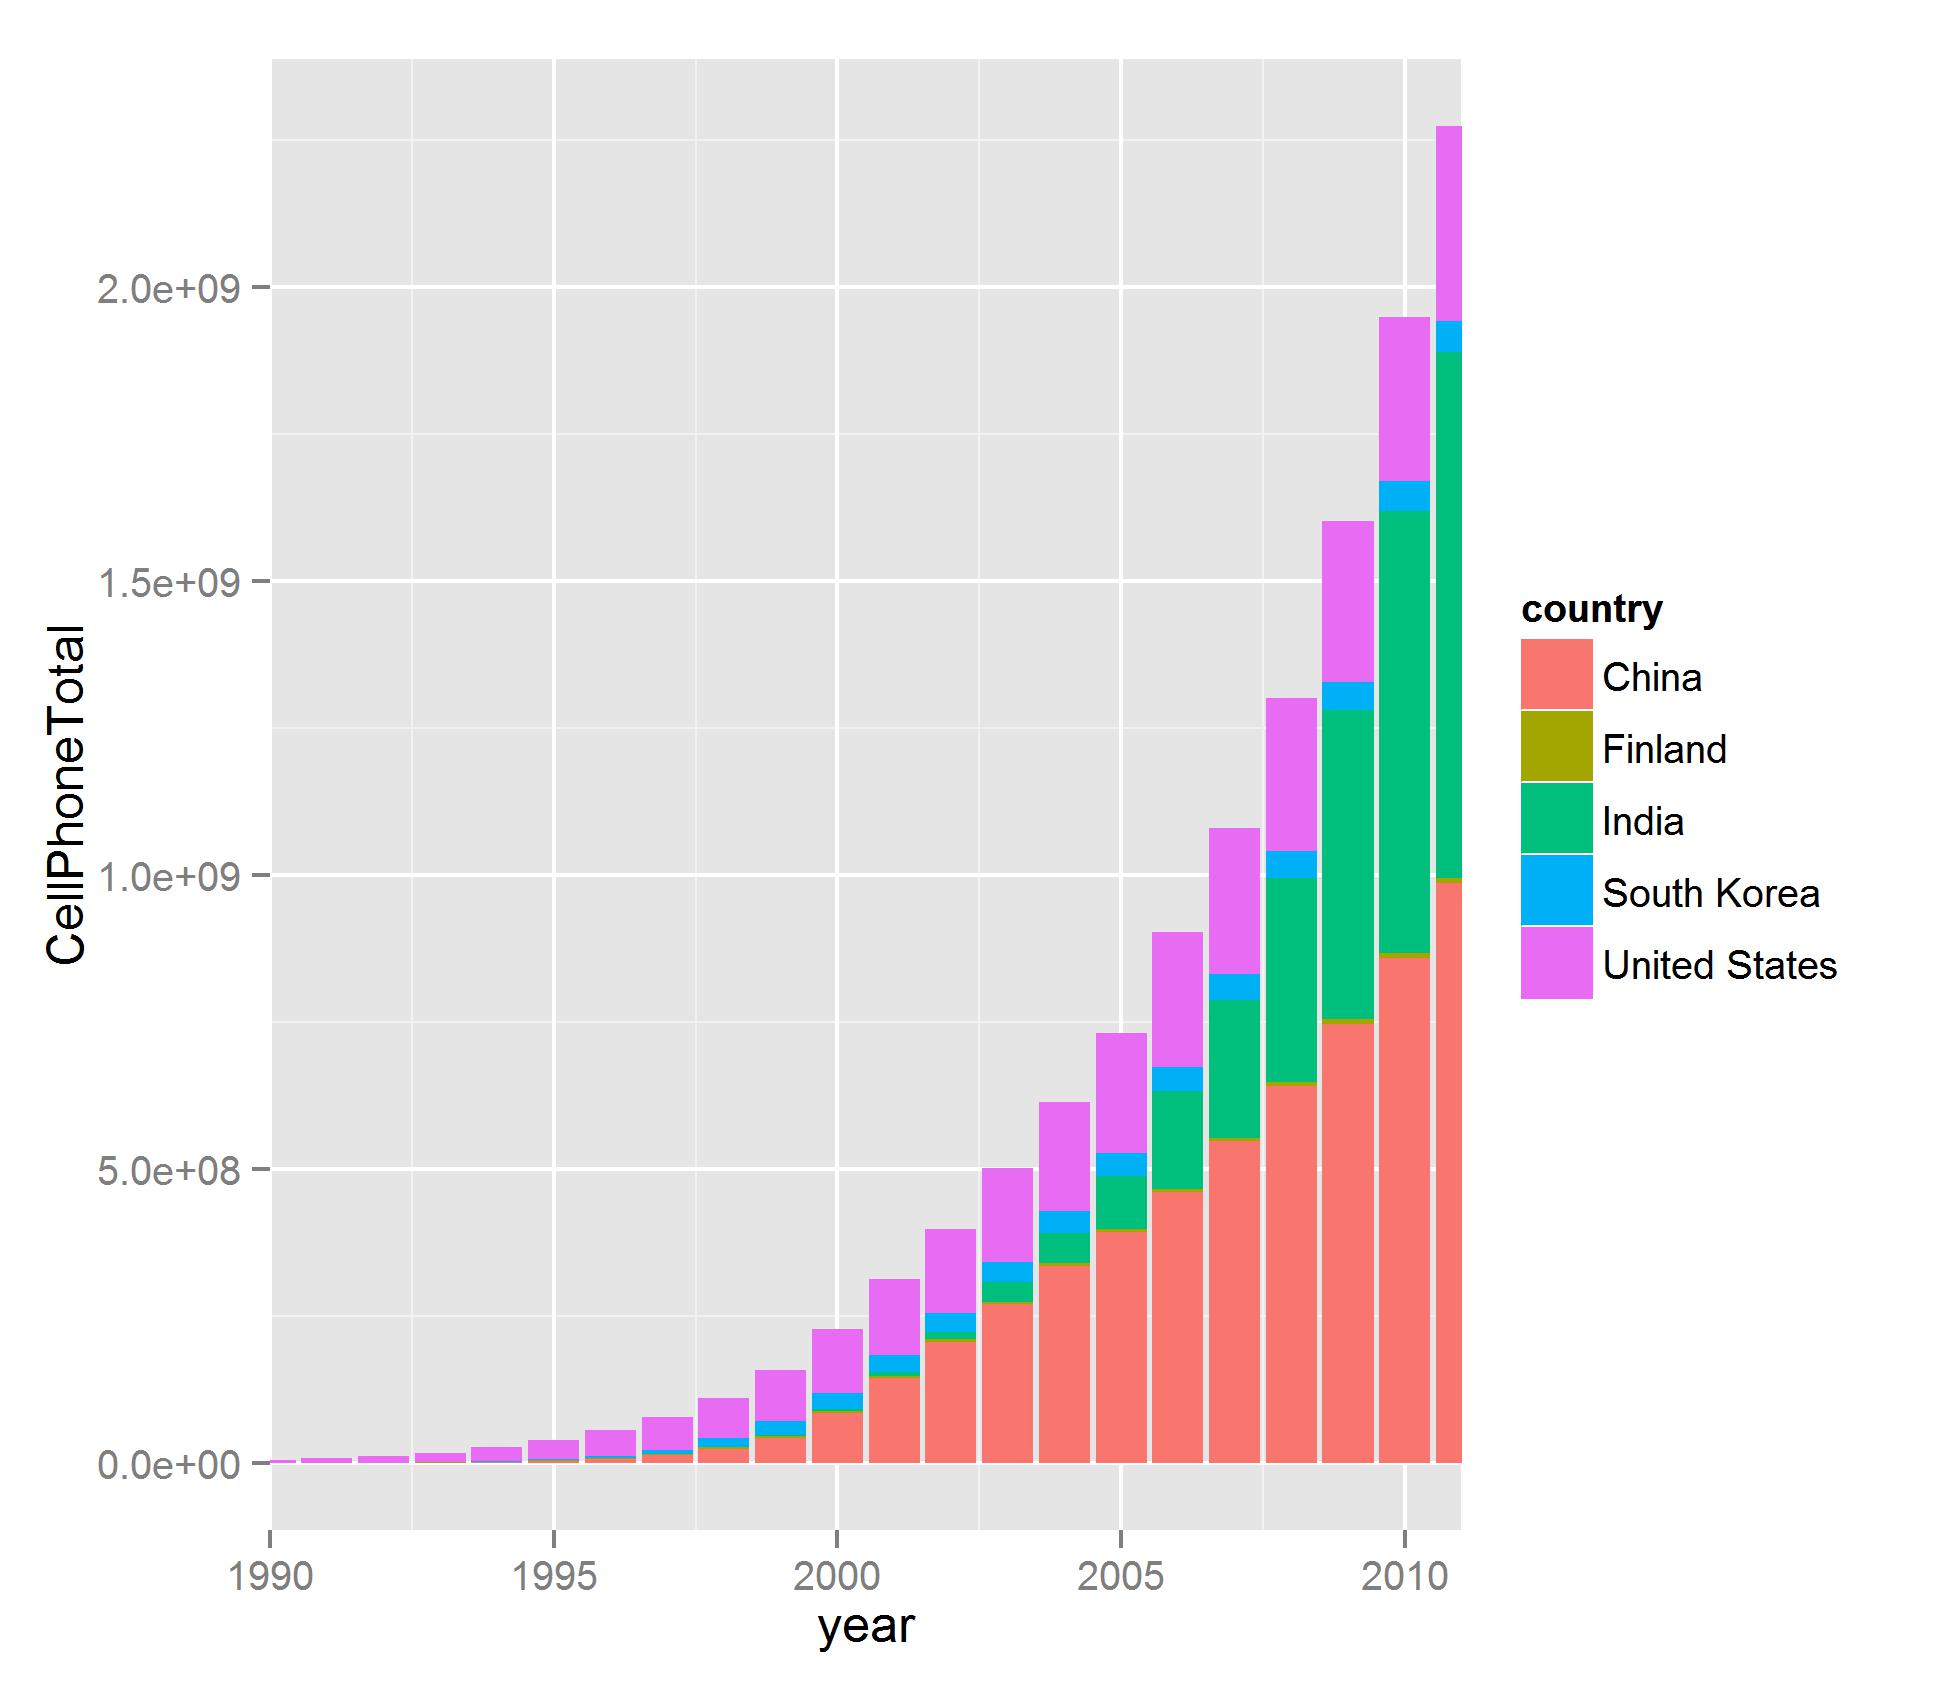 CellPhoneTotal
2.0e+09
1.5e+09
1.0e+09
5.0e+08
0.0e+00
1990 1995 2000 2005 2010
year
country
China
Finland
India
South Korea
United States